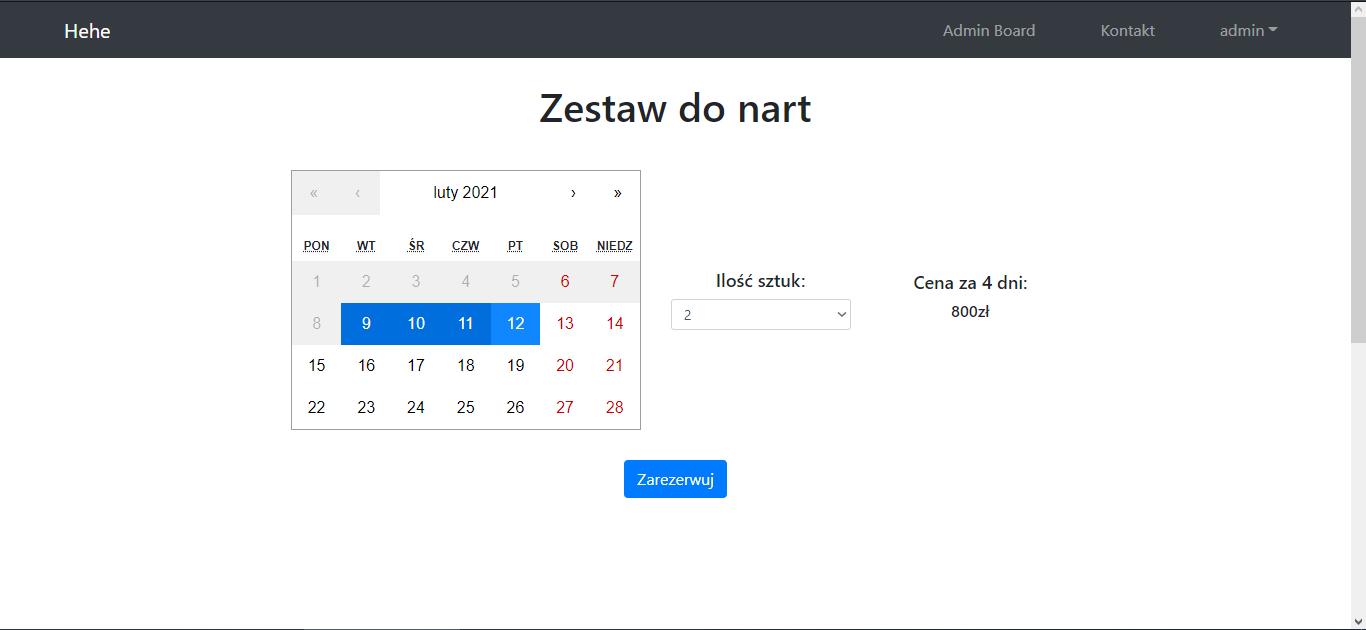 Hehe Admin Board Kontakt admin
Zestaw do nart
« ‹ luty 2021 › »
PON WT ŚR CZW PT SOB NIEDZ
1 2 3 4 5 6 7
8 9 10 11 12 13 14
15 16 17 18 19 20 21
22 23 24 25 26 27 28
Ilość sztuk:
2
Cena za 4 dni:
800zł
Zarezerwuj